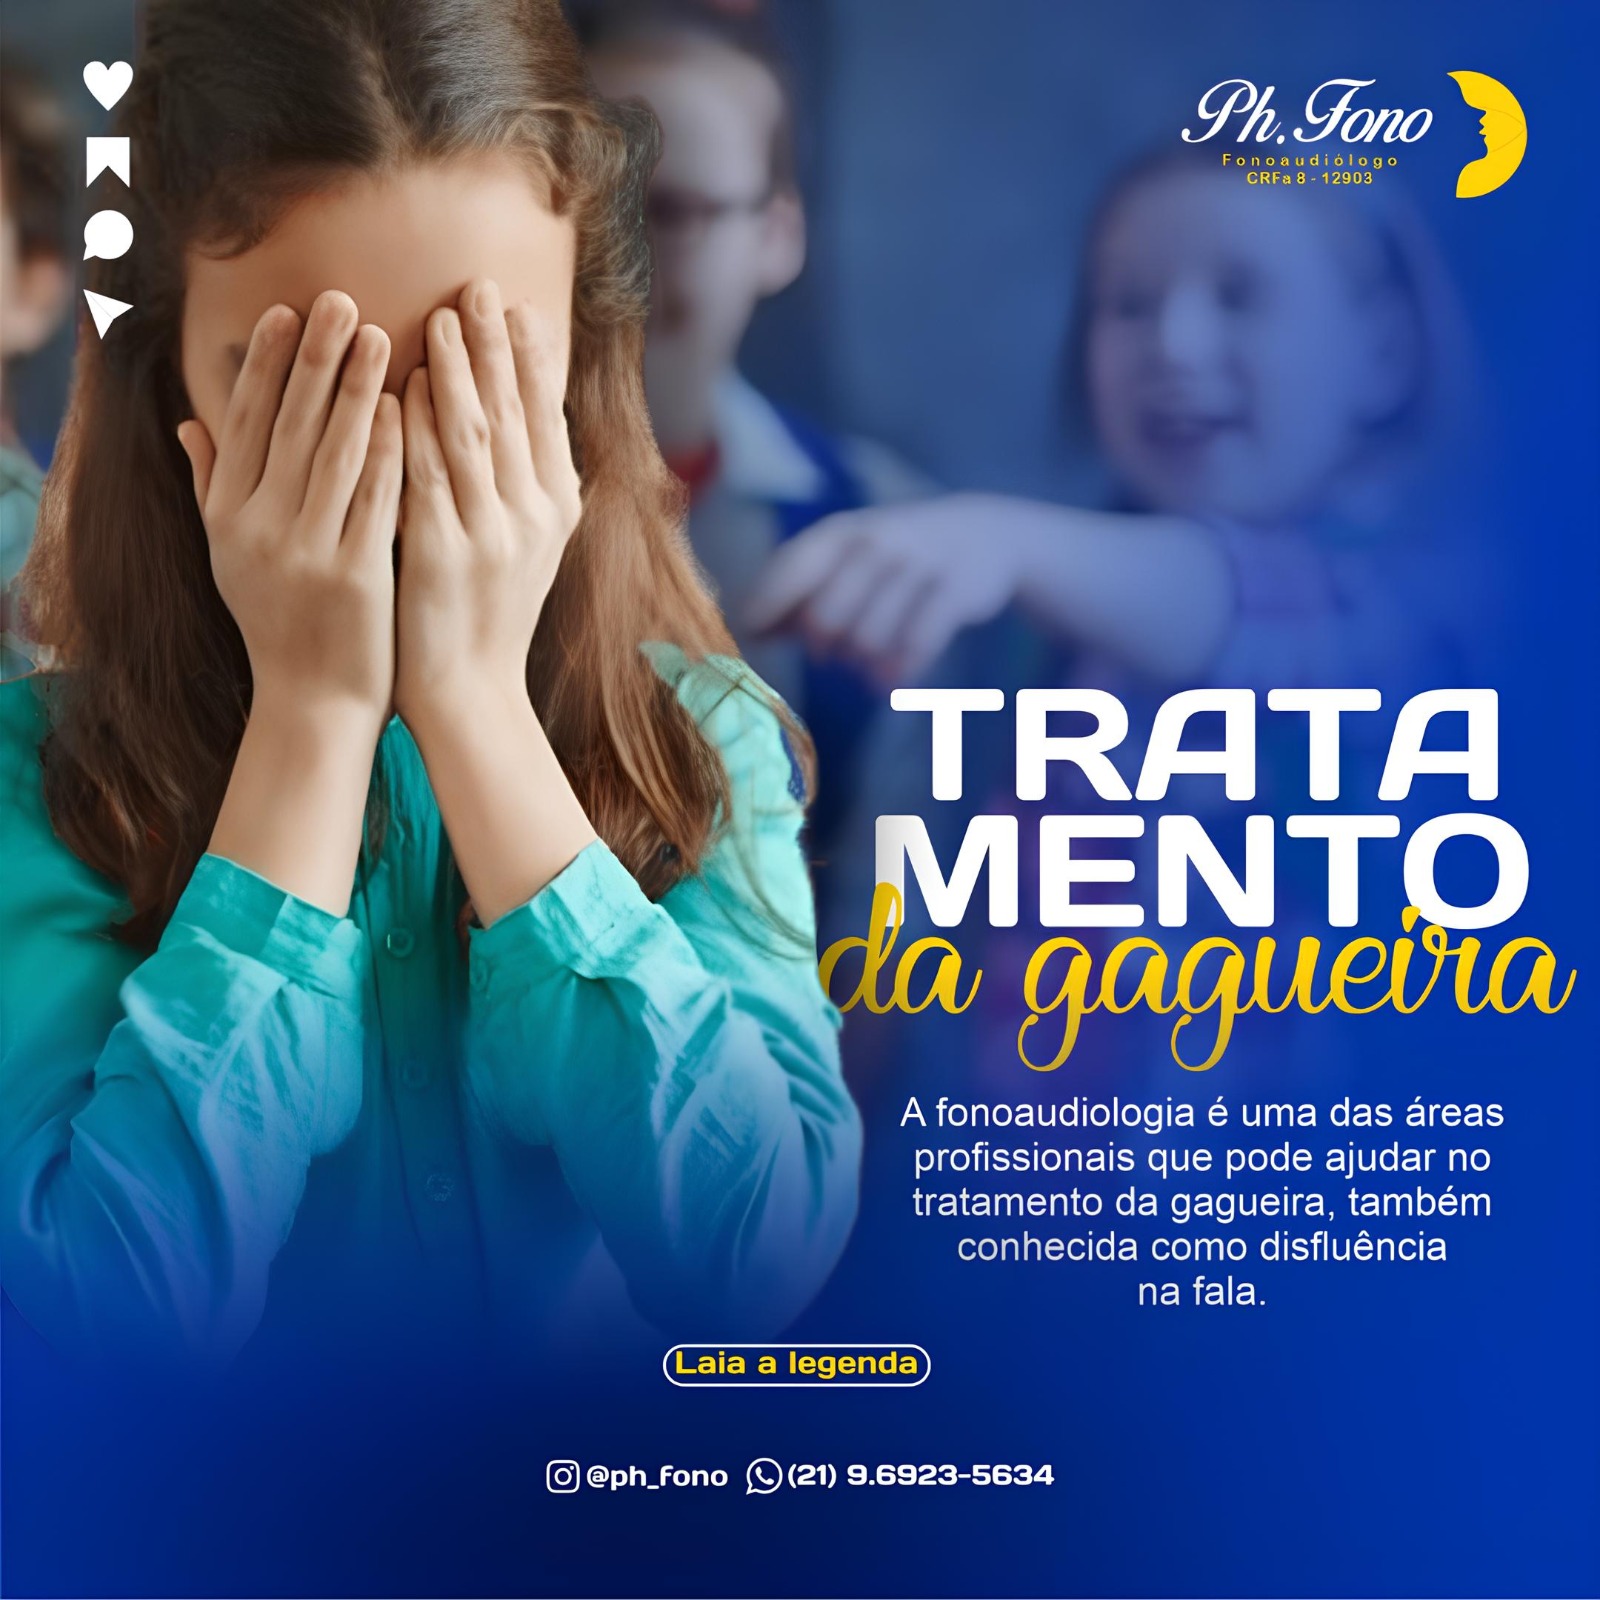 Ph. Fono
Fonoaudiólogo
CRFa 8 - 12903
TRATA
MENTO
da gagueira
A fonoaudiologia é uma das áreas
profissionais que pode ajudar no
tratamento da gagueira, também
conhecida como disfluência
na fala.
Laia a legenda
@ph_fono (21) 9.6923-5634